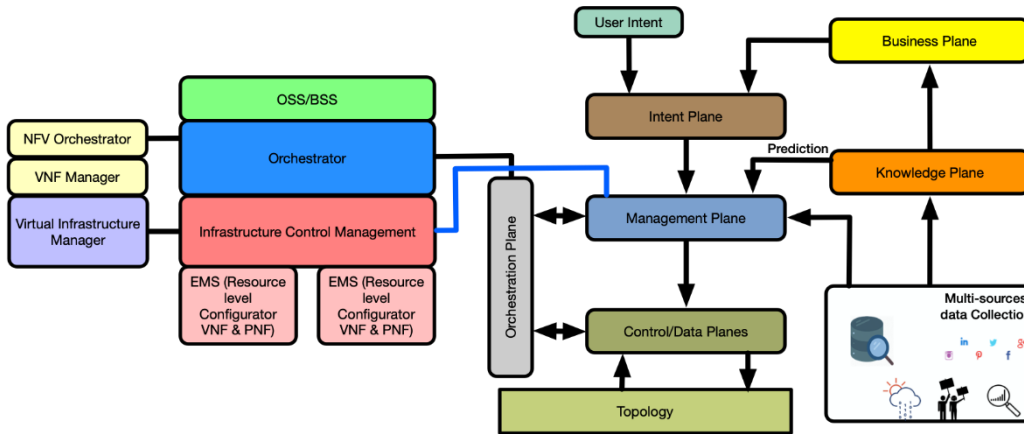 User Intent
Business Plane
OSS/BSS
Intent Plane
NFV Orchestrator
Orchestrator
Prediction
VNF Manager
Knowledge Plane
Virtual Infrastructure
Manager
Infrastructure Control Management
Orchestration Plane
Management Plane
EMS (Resource
level
Configurator
VNF & PNF)
EMS (Resource
level
Configurator
VNF & PNF)
Multi-sources
data Collection
Control/Data Planes
Topology